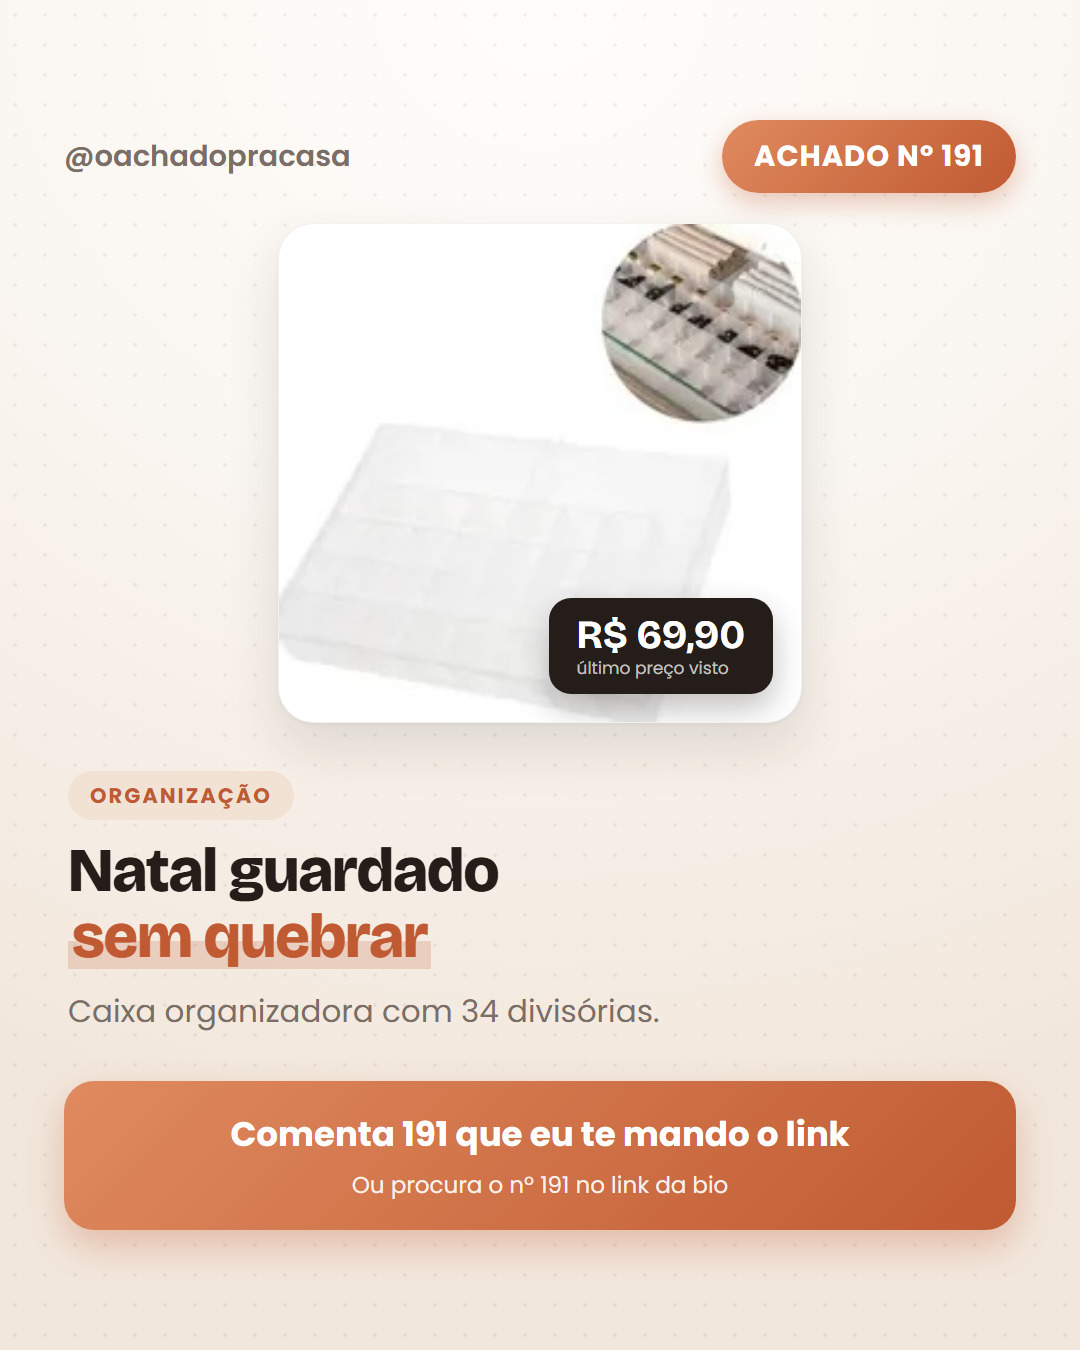 @oachadopracasa
ACHADO Nº 191
R$ 69,90
último preço visto
ORGANIZAÇÃO
Natal guardado
sem quebrar
Caixa organizadora com 34 divisórias.
Comenta 191 que eu te mando o link
Ou procura o nº 191 no link da bio